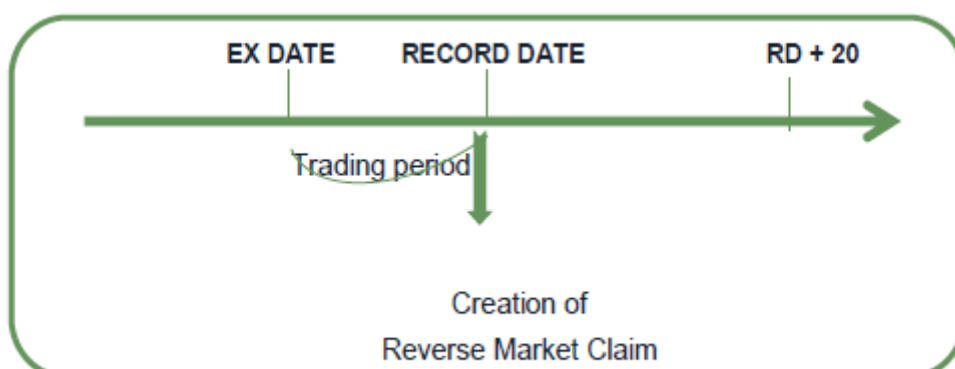 EX DATE RECORD DATE RD + 20
Trading period
Creation of
Reverse Market Claim